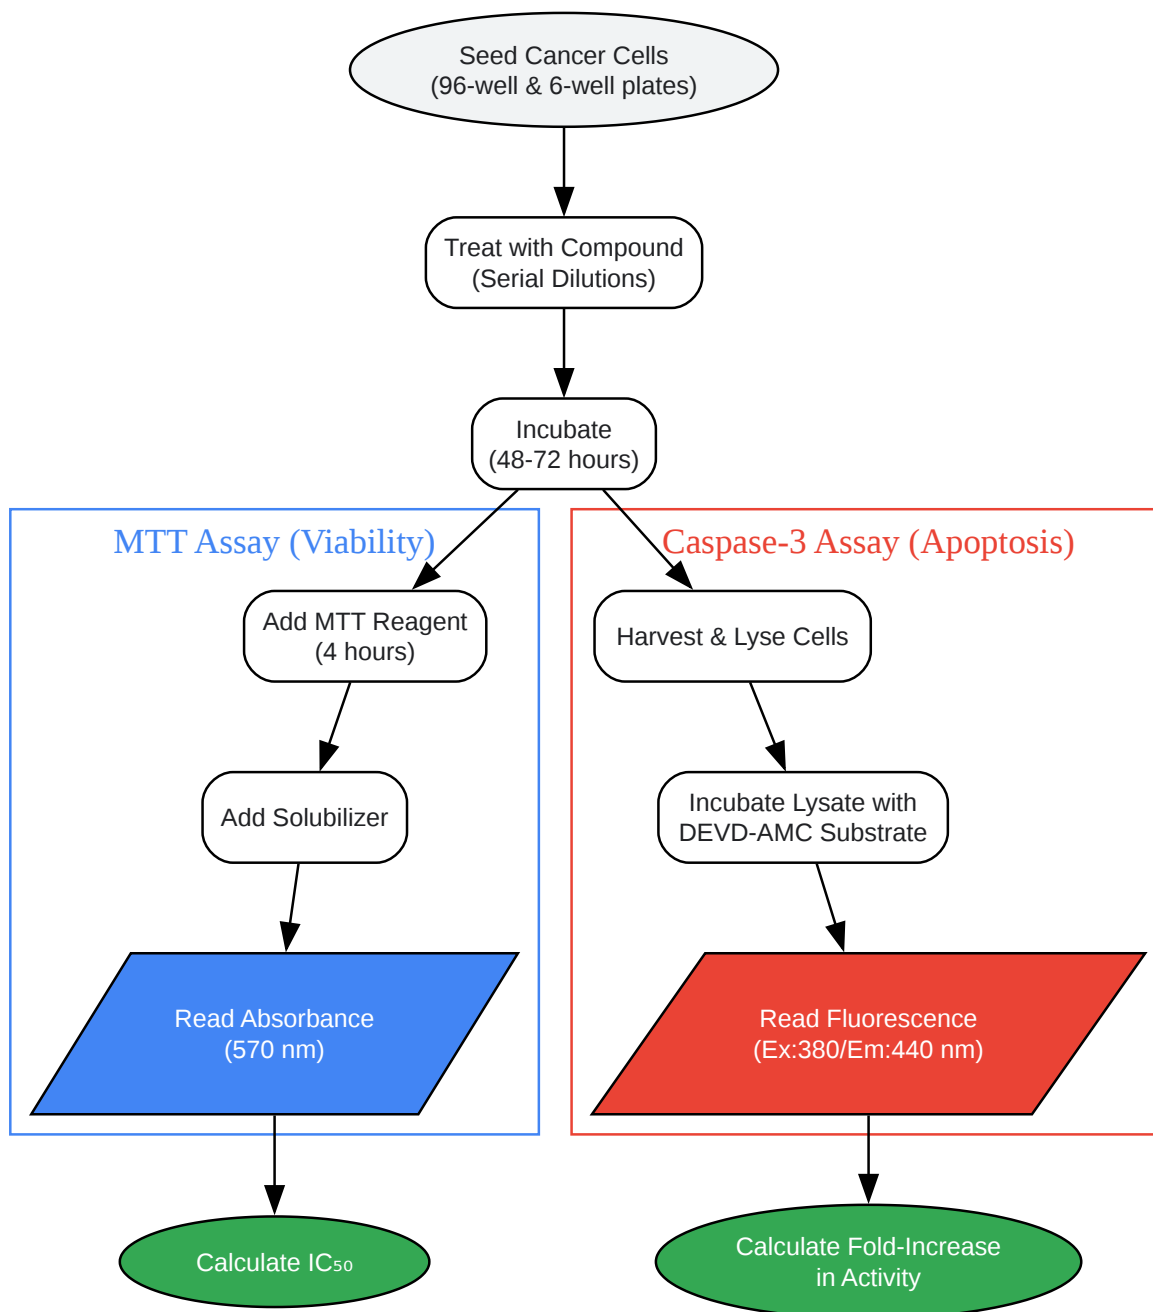 Seed Cancer Cells
(96-well & 6-well plates)
Treat with Compound
(Serial Dilutions)
Incubate
(48-72 hours)
MTT Assay (Viability)
Add MTT Reagent
(4 hours)
Add Solubilizer
Read Absorbance
(570 nm)
Calculate IC₅₀
Caspase-3 Assay (Apoptosis)
Harvest & Lyse Cells
Incubate Lysate with
DEVD-AMC Substrate
Read Fluorescence
(Ex:380/Em:440 nm)
Calculate Fold-Increase
in Activity